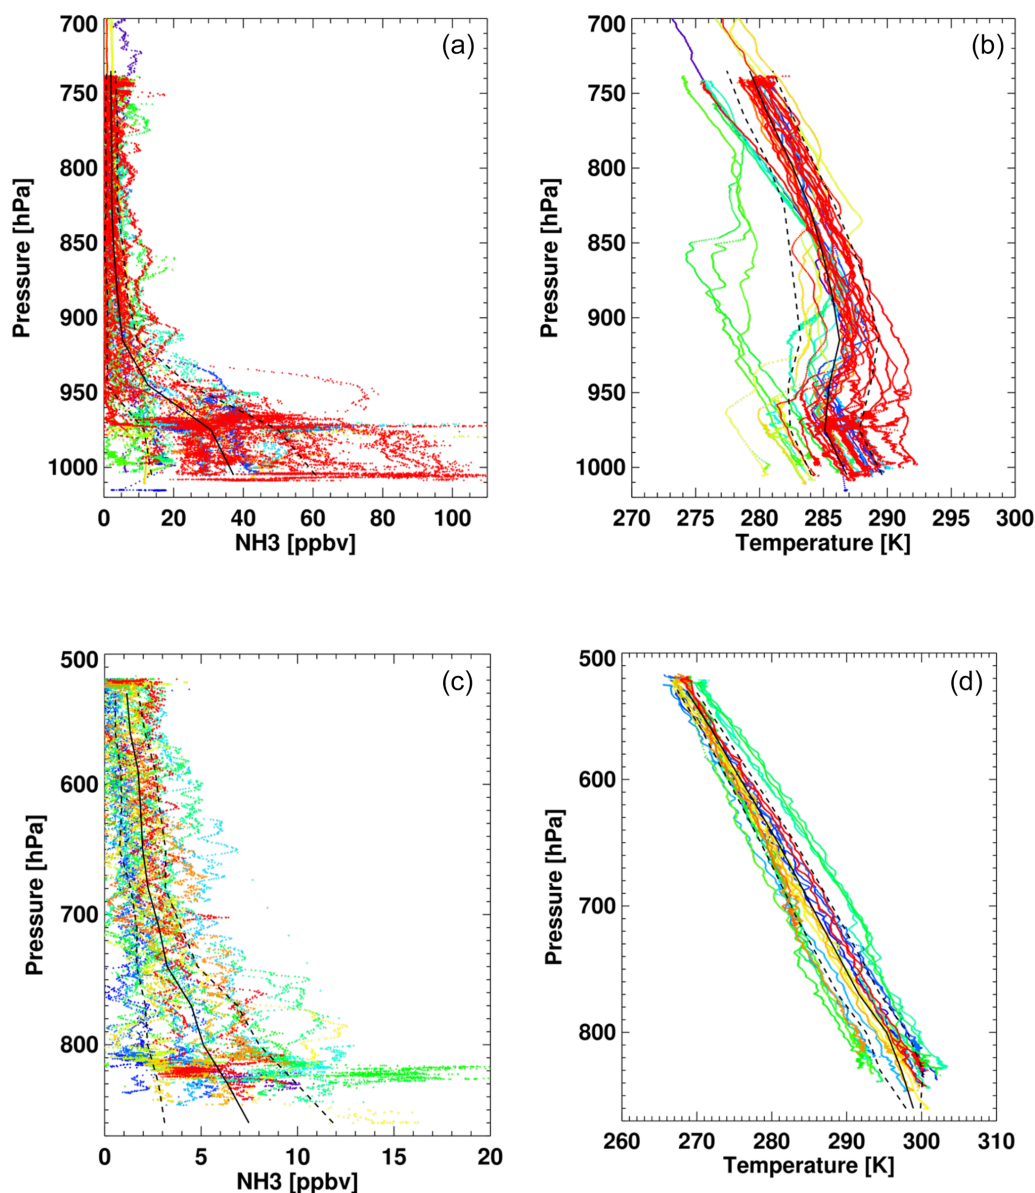 (a)
700
750
800
850
900
950
1000
Pressure [hPa]
0 20 40 60 80 100
NH3 [ppbv]
(b)
700
750
800
850
900
950
1000
Pressure [hPa]
270 275 280 285 290 295 300
Temperature [K]
(c)
500
600
700
800
Pressure [hPa]
0 5 10 15 20
NH3 [ppbv]
(d)
500
600
700
800
Pressure [hPa]
260 270 280 290 300 310
Temperature [K]